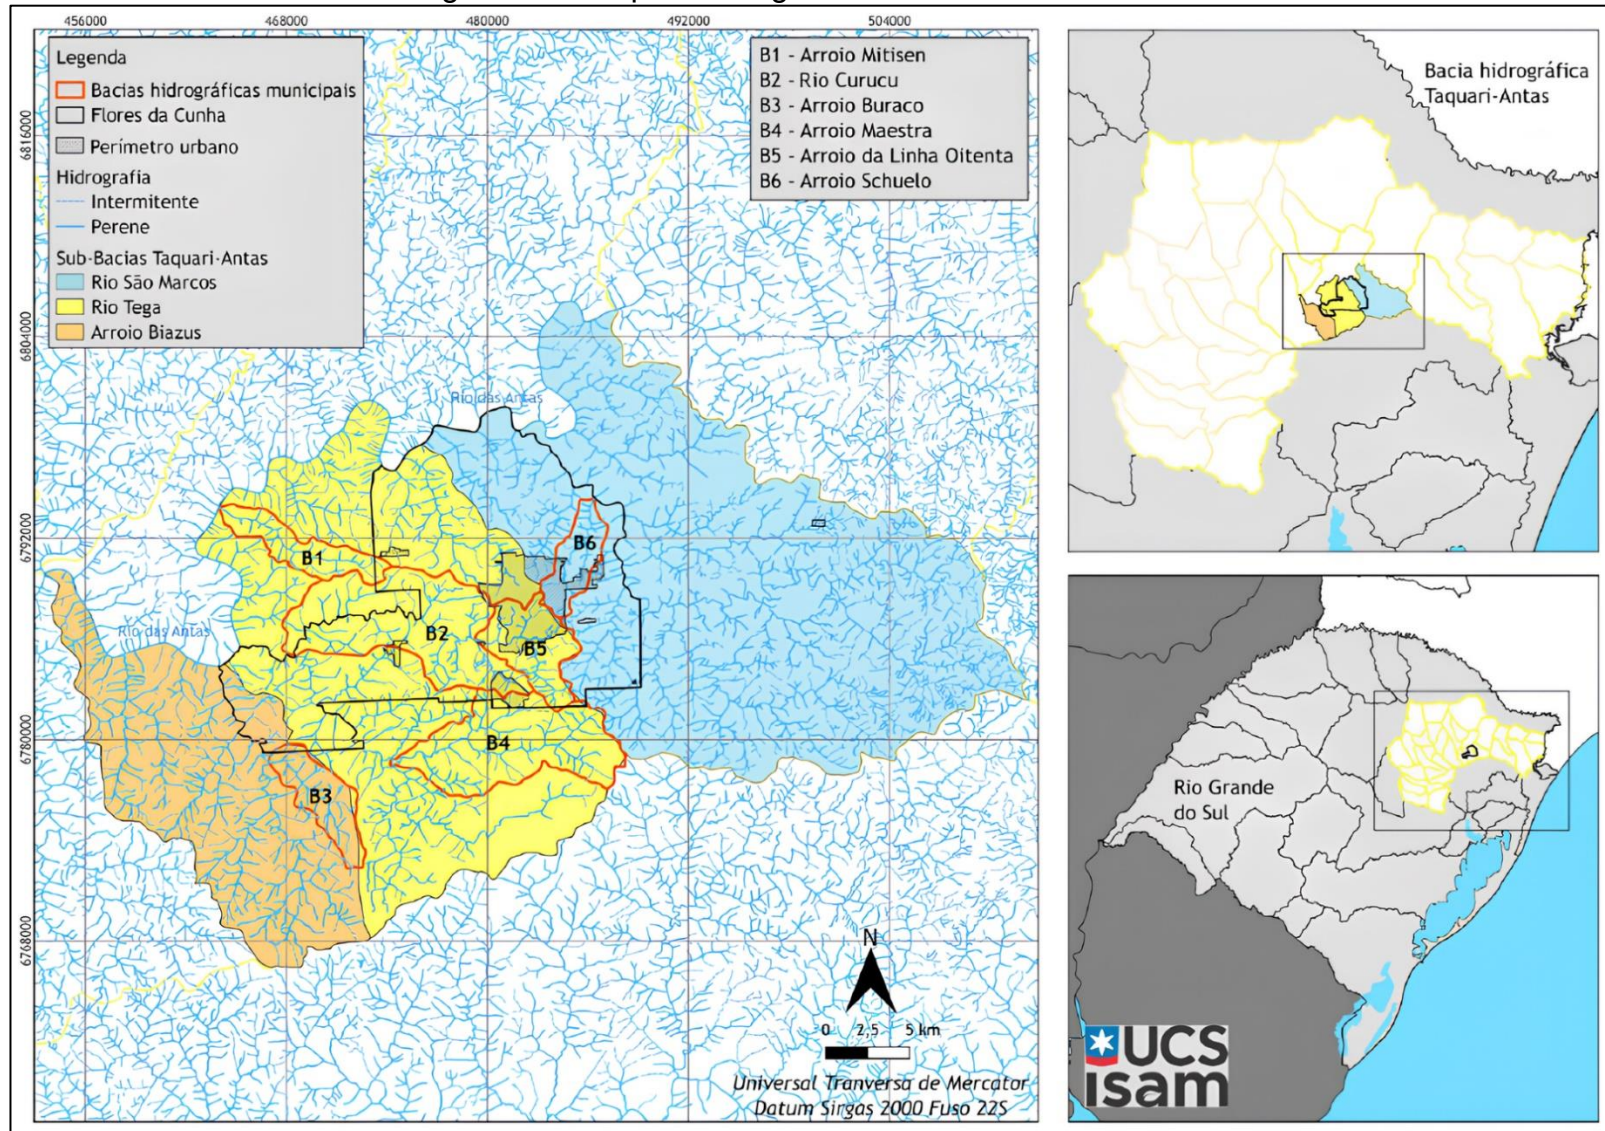 456000
468000
480000
492000
504000
6816000
6804000
6792000
6780000
6768000
Legenda
Bacias hidrográficas municipais
Flores da Cunha
Perímetro urbano
Hidrografia
Intermitente
Perene
Sub-Bacias Taquari-Antas
Rio São Marcos
Rio Tega
Arroio Biazus
B1 - Arroio Mitisen
B2 - Rio Curucu
B3 - Arroio Buraco
B4 - Arroio Maestra
B5 - Arroio da Linha Oitenta
B6 - Arroio Schuelo
Rio das Antas
B6
B1
Rio das Antas
B2
B5
B4
B3
N
0 2,5 5 km
Universal Tranversa de Mercator
Datum Sirgas 2000 Fuso 22S
Bacia hidrográfica
Taquari-Antas
Rio Grande
do Sul
UCS
isam